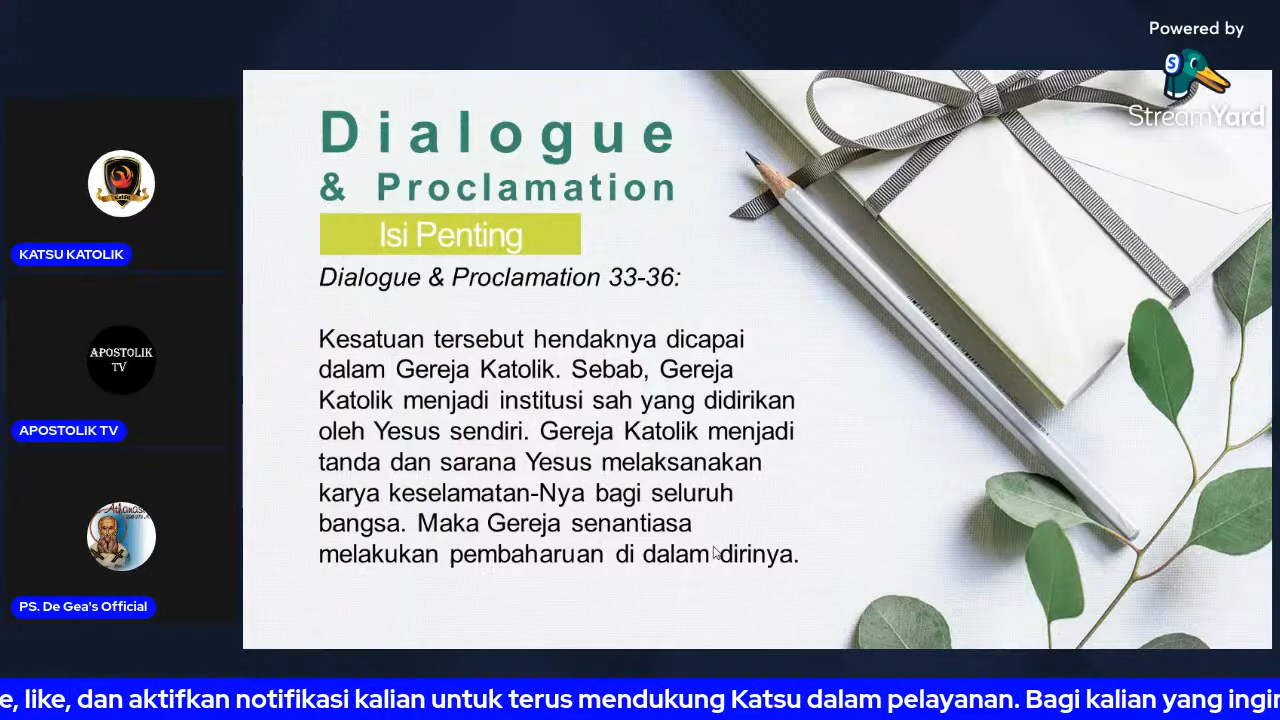 Powered by
StreamYard
Dialogue
& Proclamation
Isi Penting
Dialogue & Proclamation 33-36:
Kesatuan tersebut hendaknya dicapai
dalam Gereja Katolik. Sebab, Gereja
Katolik menjadi institusi sah yang didirikan
oleh Yesus sendiri. Gereja Katolik menjadi
tanda dan sarana Yesus melaksanakan
karya keselamatan-Nya bagi seluruh
bangsa. Maka Gereja senantiasa
melakukan pembaharuan di dalam dirinya.
KATSU KATOLIK
APOSTOLIK
TV
APOSTOLIK TV
PS. De Gea's Official
e, like, dan aktifkan notifikasi kalian untuk terus mendukung Katsu dalam pelayanan. Bagi kalian yang ingin